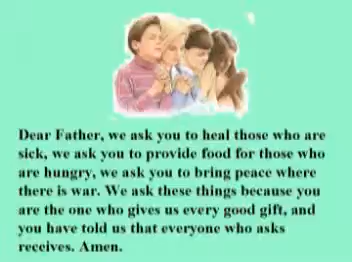 Dear Father, we ask you to heal those who are
sick, we ask you to provide food for those who
are hungry, we ask you to bring peace where
there is war. We ask these things because you
are the one who gives us every good gift, and
you have told us that everyone who asks
receives. Amen.